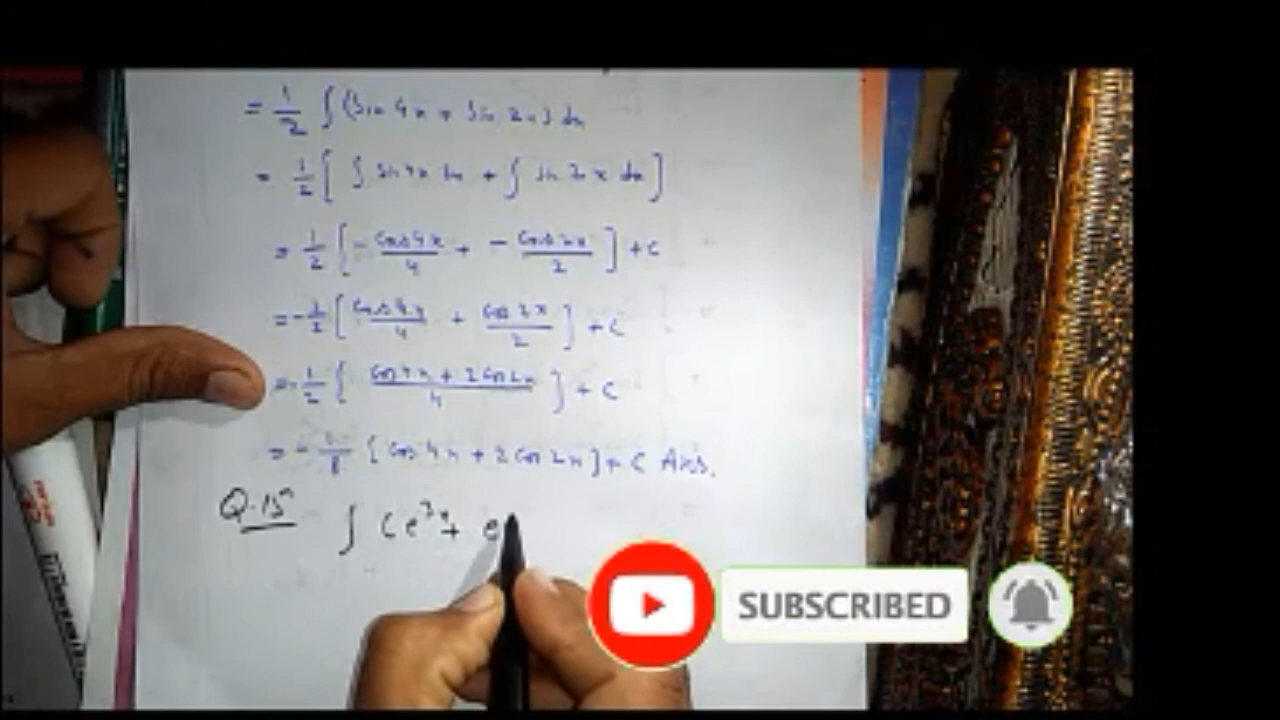 = 1/2 ∫ (Sin 4x + Sin 2x) dx
= 1/2 [ ∫ sin 4x dx + ∫ sin 2x dx ]
= 1/2 [ - cos 4x / 4 + - cos 2x / 2 ] + C
= - 1/2 [ cos 4x / 4 + cos 2x / 2 ] + C
= - 1/2 [ cos 4x + 2 cos 2x / 4 ] + C
= - 1/8 [ cos 4x + 2 cos 2x ] + C Ans.
Q.15 ∫ ( e + e
SUBSCRIBED